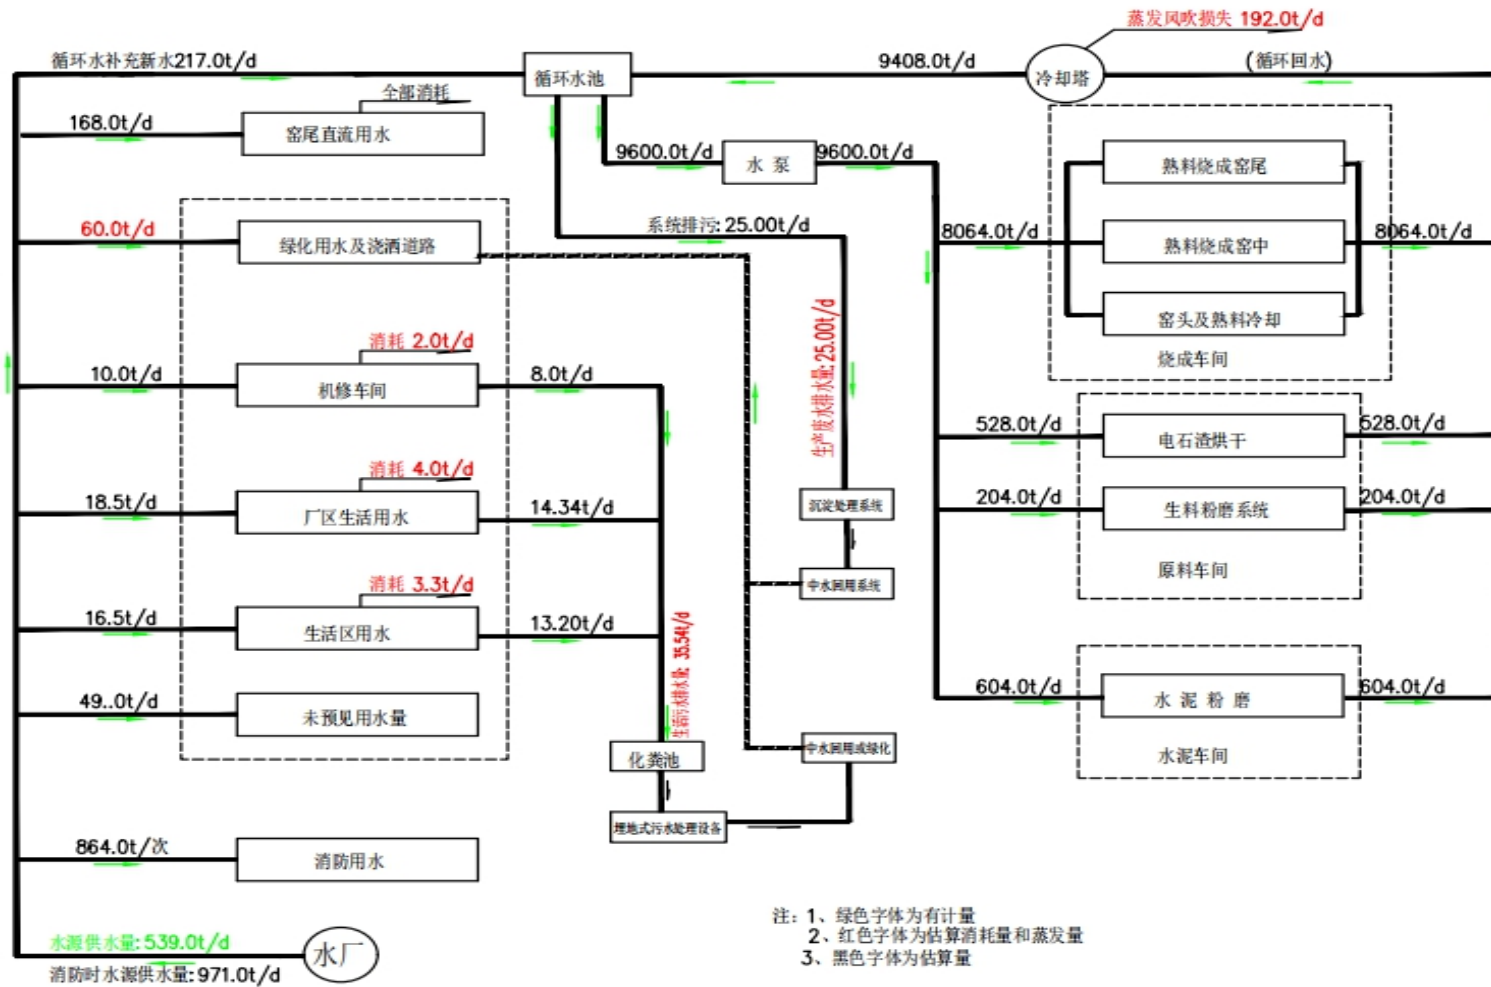 蒸发风吹损失 192.0t/d
循环水补充新水217.0t/d
循环水池
9408.0t/d
冷却塔
(循环回水)
全部消耗
168.0t/d
窑尾直流用水
9600.0t/d
水 泵
9600.0t/d
熟料烧成窑尾
60.0t/d
绿化用水及浇洒道路
系统排污:25.00t/d
8064.0t/d
熟料烧成窑中
8064.0t/d
窑头及熟料冷却
烧成车间
消耗 2.0t/d
10.0t/d
机修车间
8.0t/d
生产废水排水量:25.00t/d
528.0t/d
电石渣烘干
528.0t/d
消耗 4.0t/d
18.5t/d
厂区生活用水
14.34t/d
沉淀处理系统
204.0t/d
生料粉磨系统
204.0t/d
原料车间
中水回用系统
消耗 3.3t/d
16.5t/d
生活区用水
13.20t/d
生活污水排水量: 35.54t/d
49..0t/d
未预见用水量
604.0t/d
水 泥 粉 磨
604.0t/d
水泥车间
化粪池
中水回用或绿化
埋地式污水处理设备
864.0t/次
消防用水
水源供水量:539.0t/d
水厂
消防时水源供水量:971.0t/d
注: 1、绿色字体为有计量
2、红色字体为估算消耗量和蒸发量
3、黑色字体为估算量